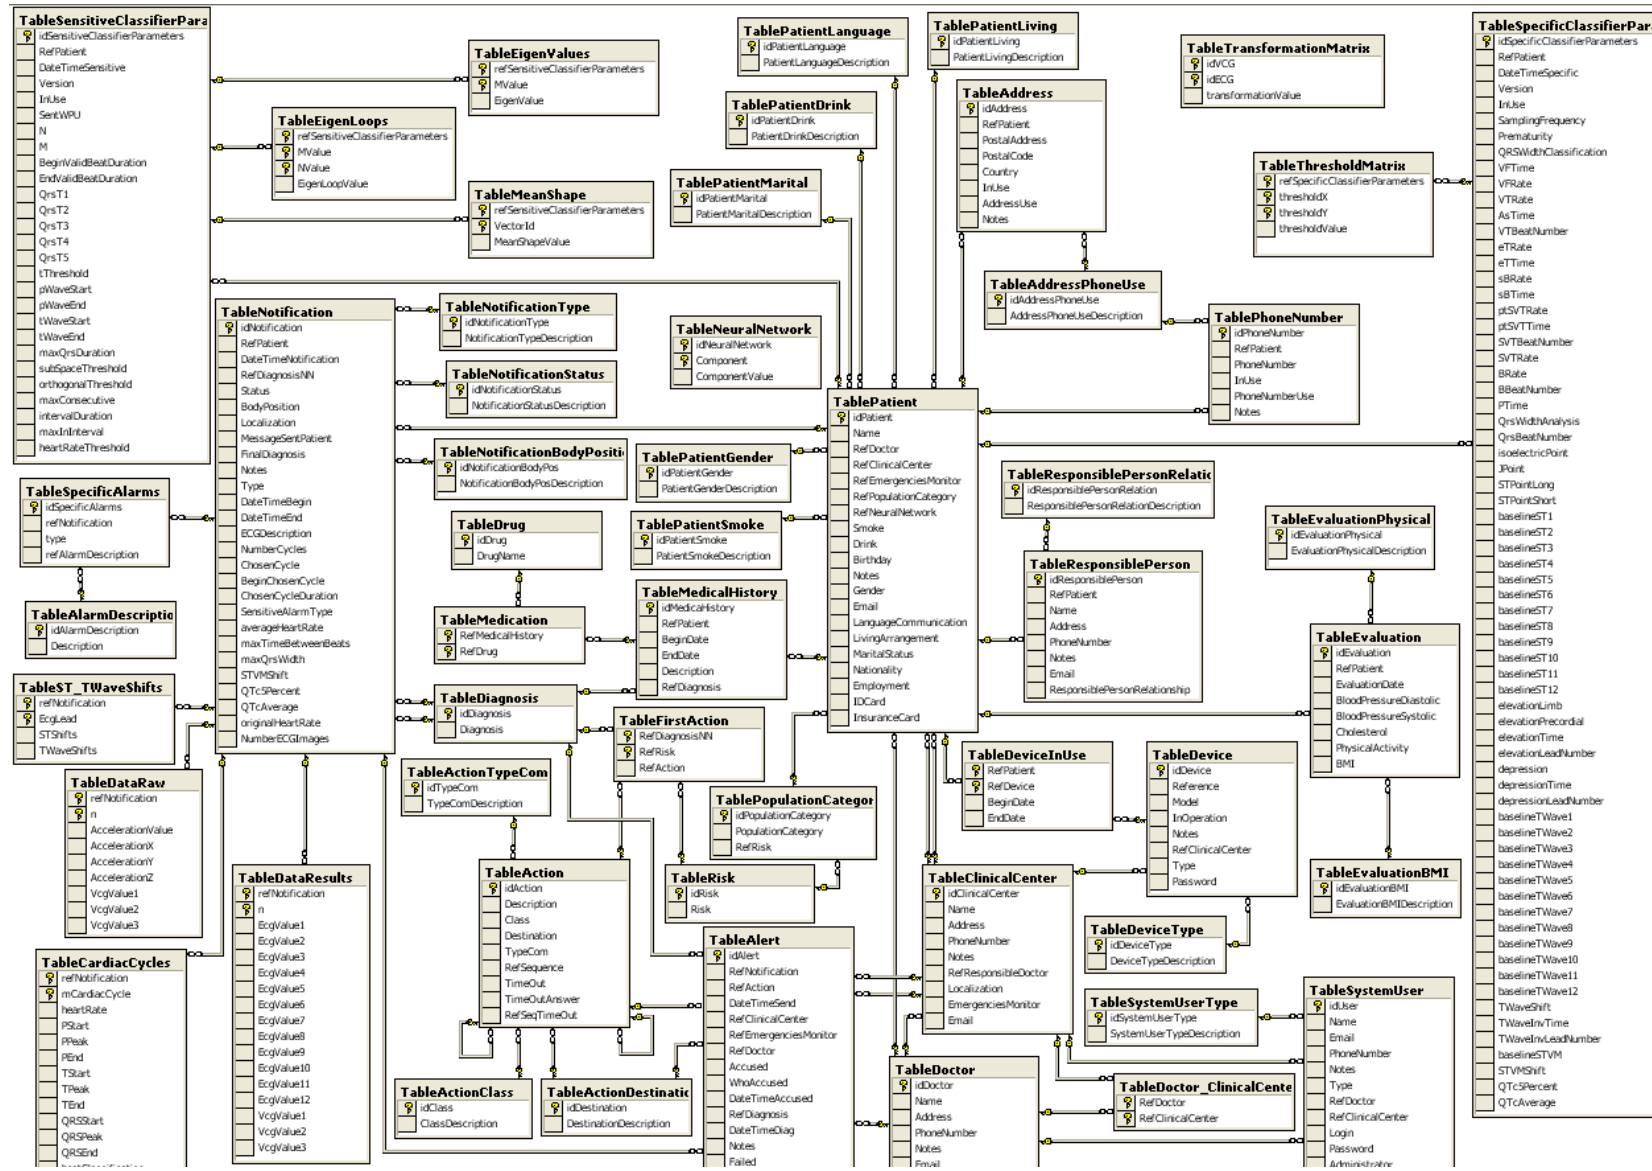 TableSensitiveClassifierPara
idSensitiveClassifierParameters
RefPatient
DateTimeSensitive
Version
InUse
SentWPU
N
M
BeginValidBeatDuration
EndValidBeatDuration
QrsT1
QrsT2
QrsT3
QrsT4
QrsT5
tThreshold
pWaveStart
pWaveEnd
tWaveStart
tWaveEnd
maxQrsDuration
subSpaceThreshold
orthogonalThreshold
maxConsecutive
intervalDuration
maxInInterval
heartRateThreshold
TableEigenValues
refSensitiveClassifierParameters
MValue
EigenValue
TableEigenLoops
refSensitiveClassifierParameters
MValue
NValue
EigenLoopValue
TableMeanShape
refSensitiveClassifierParameters
VectorId
MeanShapeValue
TablePatientLanguage
idPatientLanguage
PatientLanguageDescription
TablePatientLiving
idPatientLiving
PatientLivingDescription
TablePatientDrink
idPatientDrink
PatientDrinkDescription
TablePatientMarital
idPatientMarital
PatientMaritalDescription
TableAddress
idAddress
RefPatient
PostalAddress
PostalCode
Country
InUse
AddressUse
Notes
TableTransformationMatrix
idVCG
idECG
transformationValue
TableThresholdMatrix
refSpecificClassifierParameters
thresholdX
thresholdY
thresholdValue
TableAddressPhoneUse
idAddressPhoneUse
AddressPhoneUseDescription
TablePhoneNumber
idPhoneNumber
RefPatient
PhoneNumber
InUse
PhoneNumberUse
Notes
TableSpecificClassifierPar
idSpecificClassifierParameters
RefPatient
DateTimeSpecific
Version
InUse
SamplingFrequency
Prematurity
QRSWidthClassification
VFTime
VFRate
VTRate
AsTime
VTBeatNumber
eTRate
eTTime
sBRate
sBTime
ptSVTRate
ptSVTTime
SVTBeatNumber
SVTRate
BRate
BBeatNumber
PTime
QrsWidthAnalysis
QrsBeatNumber
isoelectricPoint
JPoint
STPointLong
STPointShort
baselineST1
baselineST2
baselineST3
baselineST4
baselineST5
baselineST6
baselineST7
baselineST8
baselineST9
baselineST10
baselineST11
baselineST12
elevationLimb
elevationPrecordial
elevationTime
elevationLeadNumber
depression
depressionTime
depressionLeadNumber
baselineTWave1
baselineTWave2
baselineTWave3
baselineTWave4
baselineTWave5
baselineTWave6
baselineTWave7
baselineTWave8
baselineTWave9
baselineTWave10
baselineTWave11
baselineTWave12
TWaveShift
TWaveInvTime
TWaveInvLeadNumber
baselineSTVM
STVMShift
QTc5Percent
QTcAverage
TableNotification
idNotification
RefPatient
DateTimeNotification
RefDiagnosisNN
Status
BodyPosition
Localization
MessageSentPatient
FinalDiagnosis
Notes
Type
DateTimeBegin
DateTimeEnd
ECGDescription
NumberCycles
ChosenCycle
BeginChosenCycle
ChosenCycleDuration
SensitiveAlarmType
averageHeartRate
maxTimeBetweenBeats
maxQrsWidth
STVMShift
QTc5Percent
QTcAverage
originalHeartRate
NumberECGImages
TableNotificationType
idNotificationType
NotificationTypeDescription
TableNotificationStatus
idNotificationStatus
NotificationStatusDescription
TableNotificationBodyPositi
idNotificationBodyPos
NotificationBodyPosDescription
TableNeuralNetwork
idNeuralNetwork
Component
ComponentValue
TablePatientGender
idPatientGender
PatientGenderDescription
TablePatientSmoke
idPatientSmoke
PatientSmokeDescription
TableDrug
idDrug
DrugName
TableMedication
RefMedicalHistory
RefDrug
TableMedicalHistory
idMedicaHistory
RefPatient
BeginDate
EndDate
Description
RefDiagnosis
TableDiagnosis
idDiagnosis
Diagnosis
TableFirstAction
RefDiagnosisNN
RefRisk
RefAction
TablePatient
idPatient
Name
RefDoctor
RefClinicalCenter
RefEmergenciesMonitor
RefPopulationCategory
RefNeuralNetwork
Smoke
Drink
Birthday
Notes
Gender
Email
LanguageCommunication
LivingArrangement
MaritalStatus
Nationality
Employment
IDCard
InsuranceCard
TableResponsiblePersonRelatic
idResponsiblePersonRelation
ResponsiblePersonRelationDescription
TableResponsiblePerson
idResponsiblePerson
RefPatient
Name
Address
PhoneNumber
Notes
Email
ResponsiblePersonRelationship
TableEvaluationPhysical
idEvaluationPhysical
EvaluationPhysicalDescription
TableEvaluation
idEvaluation
RefPatient
EvaluationDate
BloodPressureDiastolic
BloodPressureSystolic
Cholesterol
PhysicalActivity
BMI
TableEvaluationBMI
idEvaluationBMI
EvaluationBMIDescription
TableSpecificAlarms
idSpecificAlarms
refNotification
type
refAlarmDescription
TableAlarmDescriptio
idAlarmDescription
Description
TableST_TWaveShifts
refNotification
EcgLead
STShifts
TWaveShifts
TableDataRaw
refNotification
n
AccelerationValue
AccelerationX
AccelerationY
AccelerationZ
VcgValue1
VcgValue2
VcgValue3
TableCardiacCycles
refNotification
mCardiacCycle
heartRate
PStart
PPeak
PEnd
TStart
TPeak
TEnd
QRSStart
QRSPeak
QRSEnd
TableDataResults
refNotification
n
EcgValue1
EcgValue2
EcgValue3
EcgValue4
EcgValue5
EcgValue6
EcgValue7
EcgValue8
EcgValue9
EcgValue10
EcgValue11
EcgValue12
VcgValue1
VcgValue2
VcgValue3
TableActionTypeCom
idTypeCom
TypeComDescription
TableAction
idAction
Description
Class
Destination
TypeCom
RefSequence
TimeOut
TimeOutAnswer
RefSeqTimeOut
TableActionClass
idClass
ClassDescription
TableActionDestinatic
idDestination
DestinationDescription
TablePopulationCategor
idPopulationCategory
PopulationCategory
RefRisk
TableRisk
idRisk
Risk
TableAlert
idAlert
RefNotification
RefAction
DateTimeSend
RefClinicalCenter
RefEmergenciesMonitor
RefDoctor
Accused
WhoAccused
DateTimeAccused
RefDiagnosis
DateTimeDiag
Notes
Failed
TableDeviceInUse
RefPatient
RefDevice
BeginDate
EndDate
TableDevice
idDevice
Reference
Model
InOperation
Notes
RefClinicalCenter
Type
Password
TableDeviceType
idDeviceType
DeviceTypeDescription
TableClinicalCenter
idClinicalCenter
Name
Address
PhoneNumber
Notes
RefResponsibleDoctor
Localization
EmergenciesMonitor
Email
TableSystemUserType
idSystemUserType
SystemUserTypeDescription
TableSystemUser
idUser
Name
Email
PhoneNumber
Notes
Type
RefDoctor
RefClinicalCenter
Login
Password
Administrator
TableDoctor
idDoctor
Name
Address
PhoneNumber
Notes
Email
TableDoctor_ClinicalCente
RefDoctor
RefClinicalCenter